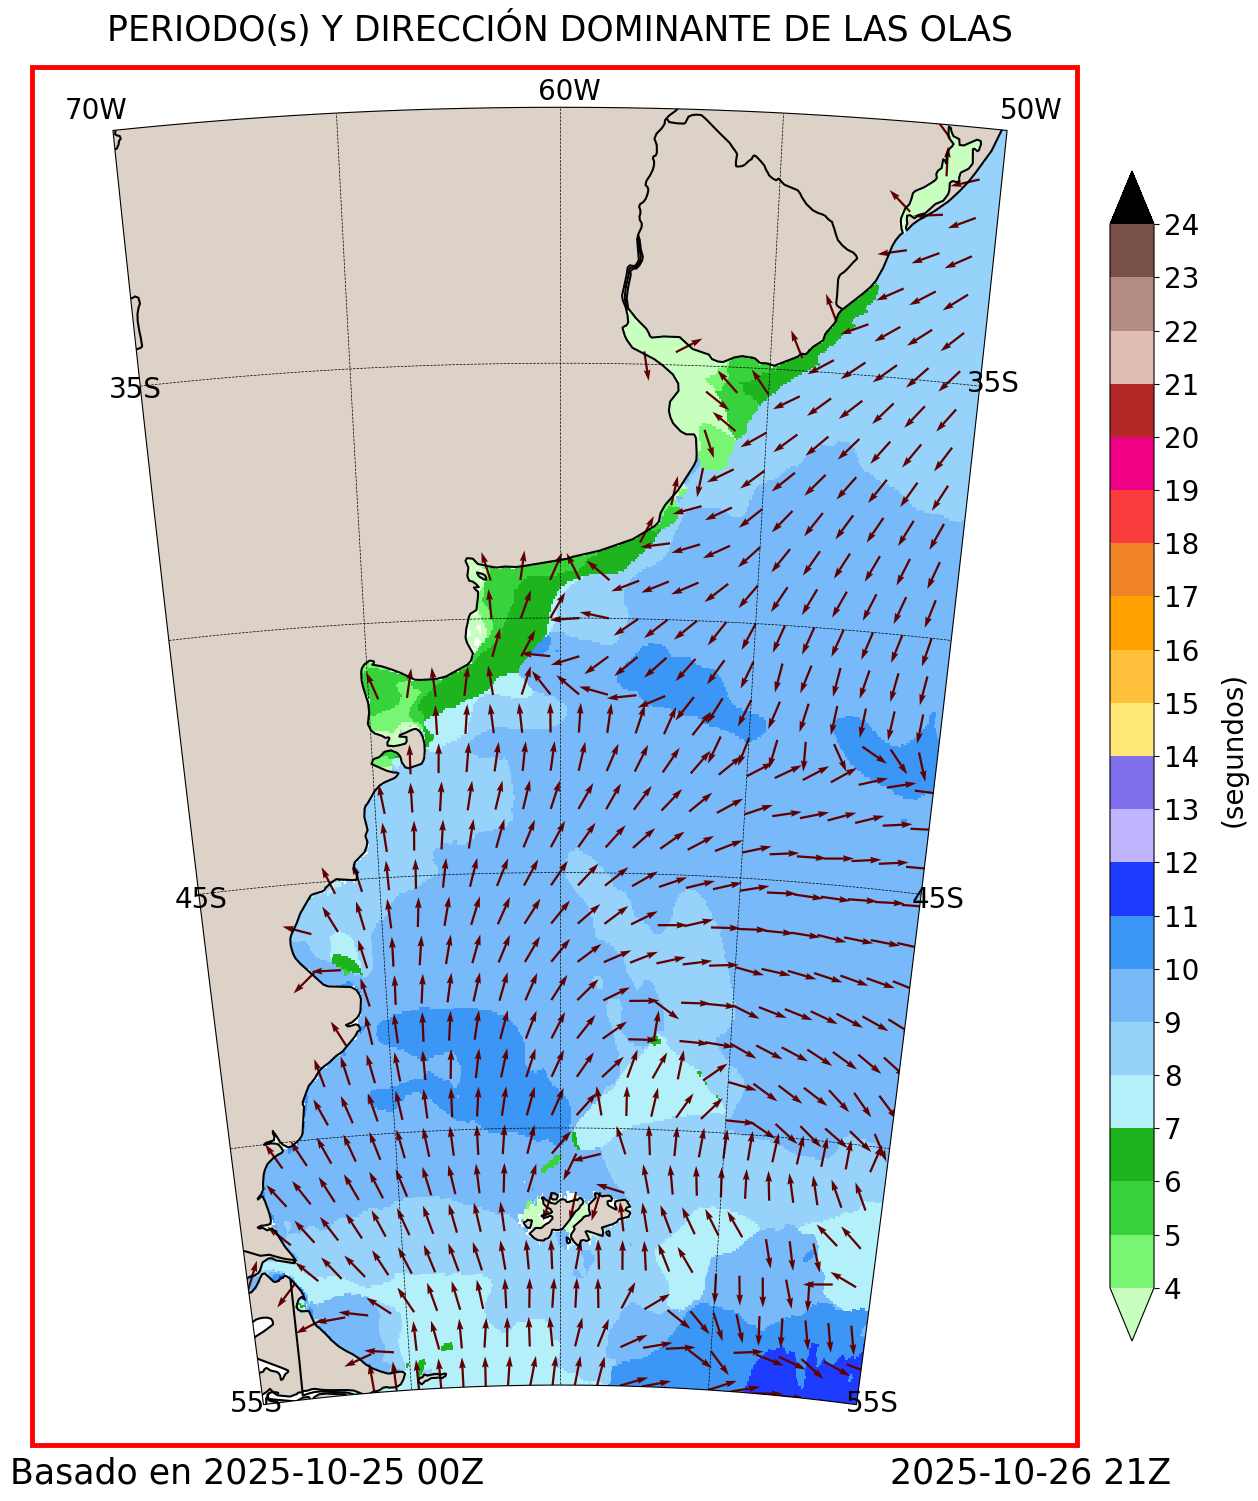 PERIODO(s) Y DIRECCIÓN DOMINANTE DE LAS OLAS
70W
60W
50W
35S
35S
45S
45S
55S
55S
24
23
22
21
20
19
18
17
16
15
14
13
12
11
10
9
8
7
6
5
4
(segundos)
Basado en 2025-10-25 00Z
2025-10-26 21Z